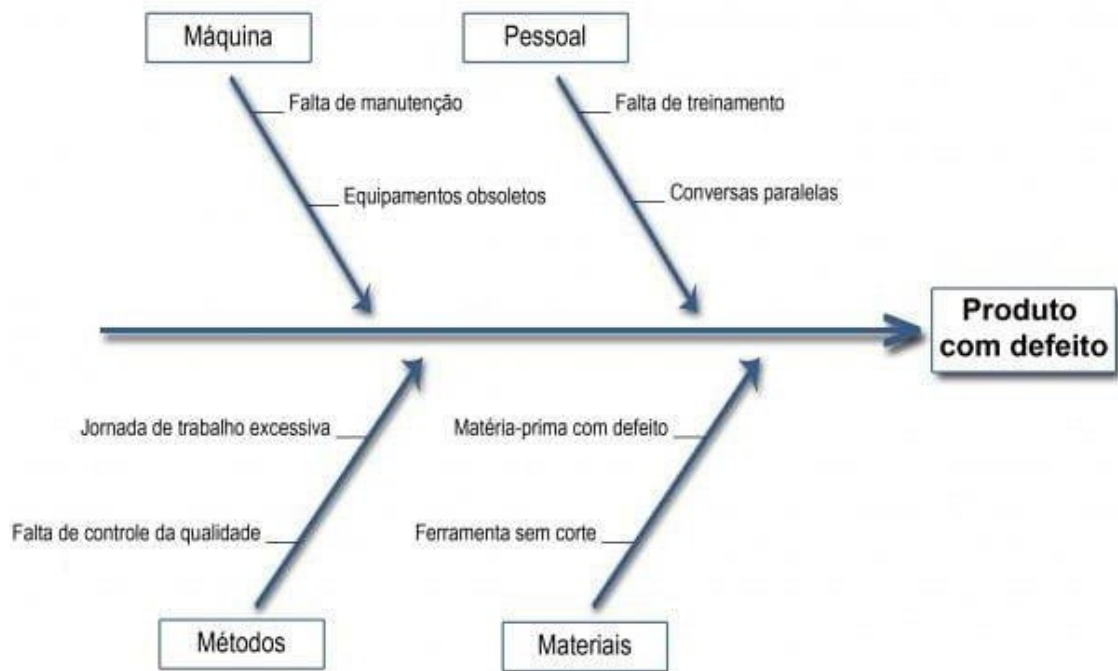 Máquina
Pessoal
Falta de manutenção
Falta de treinamento
Equipamentos obsoletos
Conversas paralelas
Produto
com defeito
Jornada de trabalho excessiva
Matéria-prima com defeito
Falta de controle da qualidade
Ferramenta sem corte
Métodos
Materiais